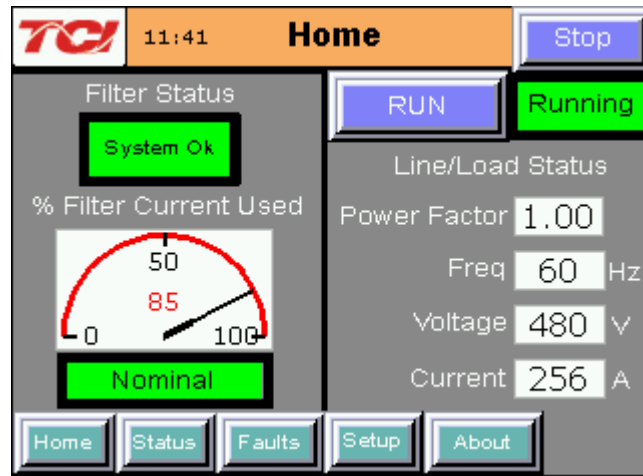 TCI 11:41 Home Stop
Filter Status
System Ok
% Filter Current Used
50
85
0 100
Nominal
RUN Running
Line/Load Status
Power Factor 1.00
Freq 60 Hz
Voltage 480 V
Current 256 A
Home Status Faults Setup About